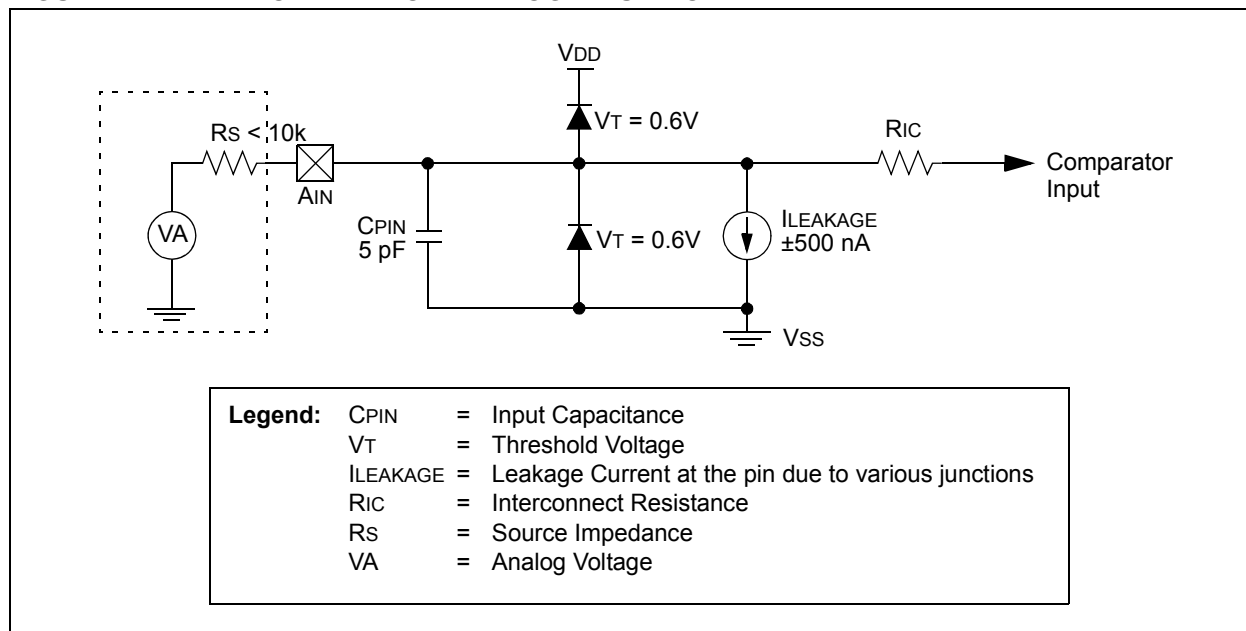 VDD
VT = 0.6V
RS < 10k
RIC
AIN
Comparator
Input
CPIN
5 pF
VA
VT = 0.6V
ILEAKAGE
±500 nA
VSS
Legend: CPIN = Input Capacitance
VT = Threshold Voltage
ILEAKAGE = Leakage Current at the pin due to various junctions
RIC = Interconnect Resistance
RS = Source Impedance
VA = Analog Voltage